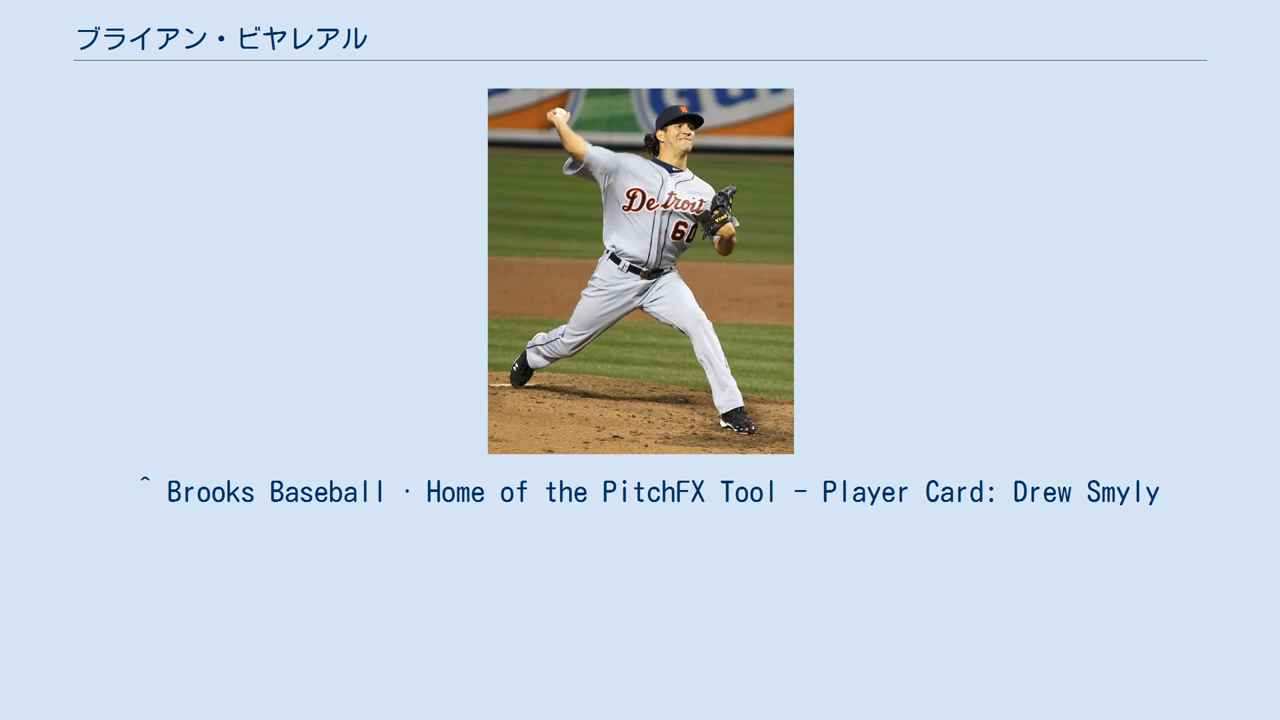 ブライアン・ビヤレアル
Detroit
60
^ Brooks Baseball · Home of the PitchFX Tool - Player Card: Drew Smyly